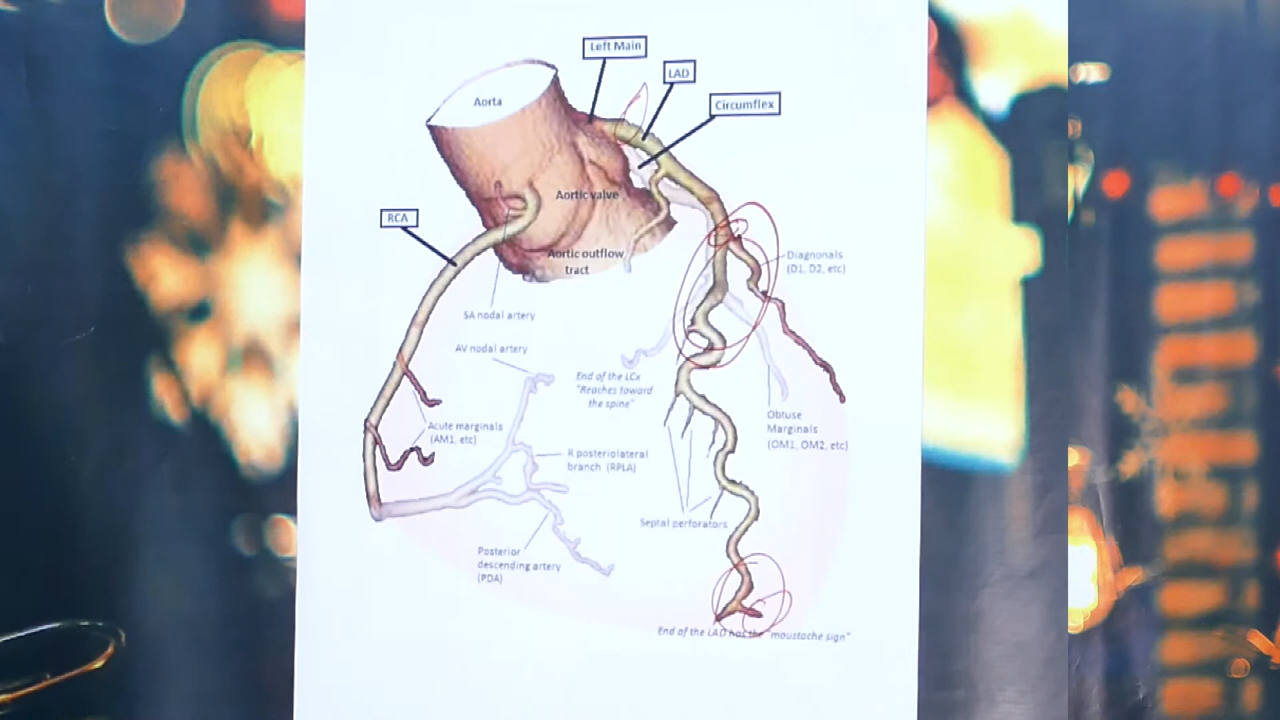 Left Main
LAD
Circumflex
Aorta
Aortic valve
RCA
Aortic outflow
tract
Diagnonals
(D1, D2, etc)
SA nodal artery
AV nodal artery
End of the LCx
"Reaches toward
the spine"
Acute marginals
(AM1, etc)
Obtuse
Marginals
(OM1, OM2, etc)
R posteriolateral
branch (RPLA)
Septal perforators
Posterior
descending artery
(PDA)
End of the LAD has the "moustache sign"